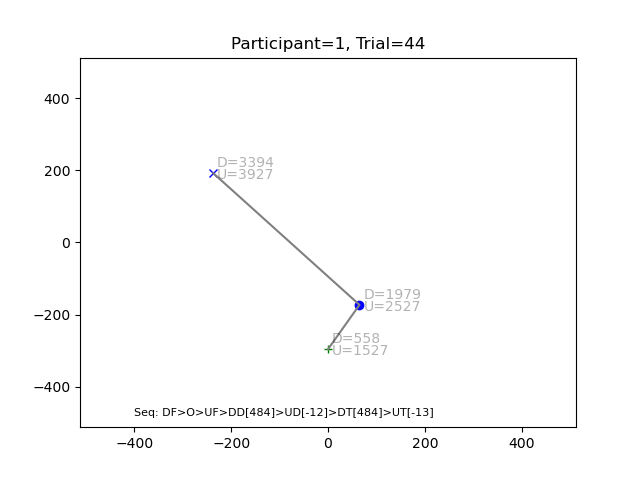 Participant=1, Trial=44
400
200
0
−200
−400
D=3394
U=3927
D=1979
U=2527
D=558
U=1527
Seq: DF>O>UF>DD[484]>UD[-12]>DT[484]>UT[-13]
−400 −200 0 200 400